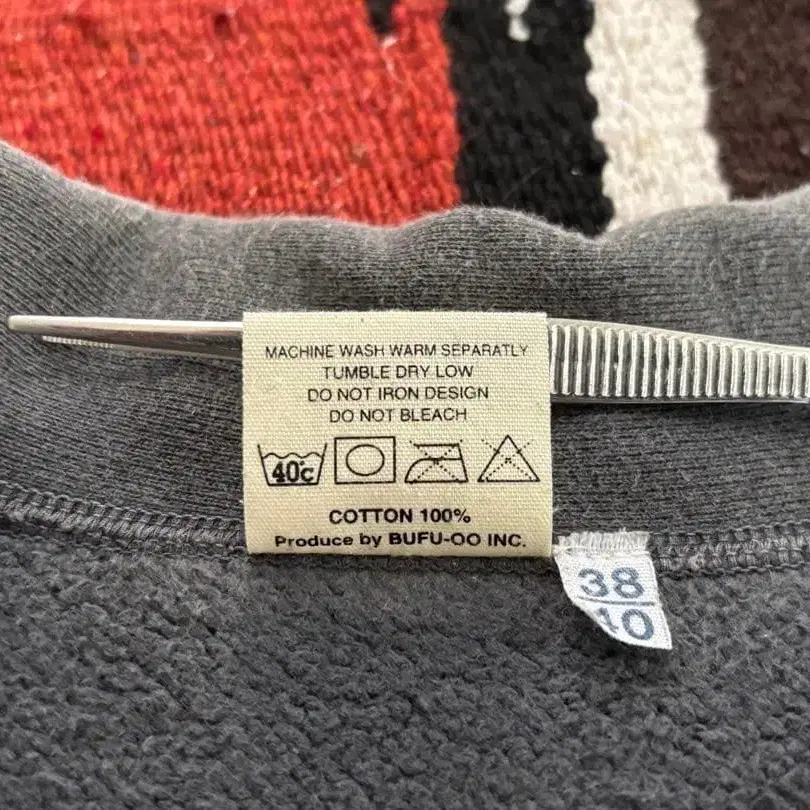 MACHINE WASH WARM SEPARATLY
TUMBLE DRY LOW
DO NOT IRON DESIGN
DO NOT BLEACH
40°c
COTTON 100%
Produce by BUFU-OO INC.
38
40